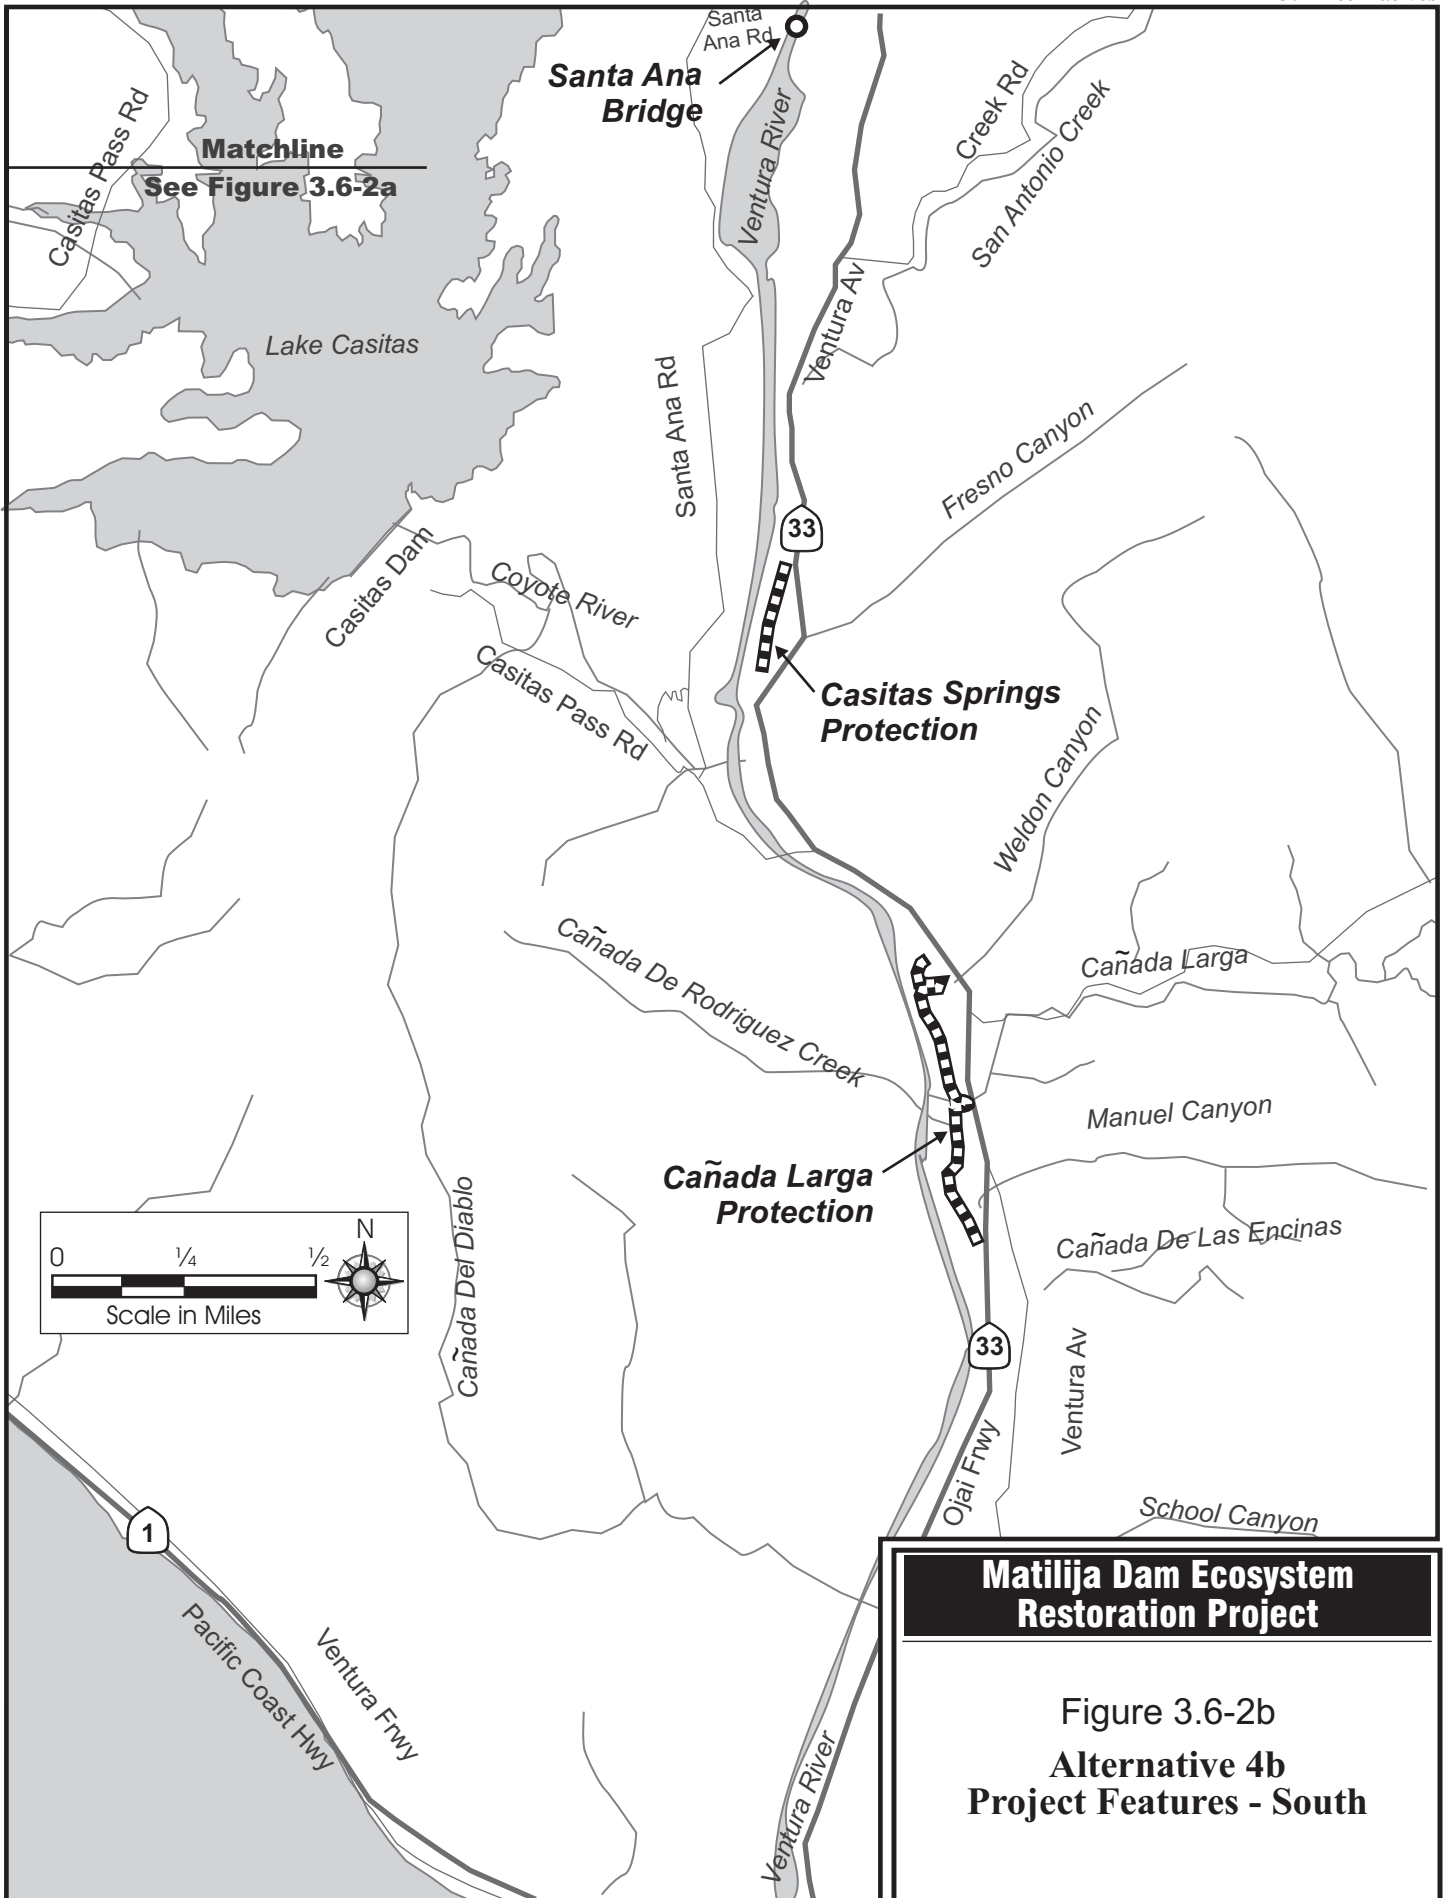 Santa
Ana Rd
Santa Ana
Bridge
Casitas Pass Rd
Matchline
See Figure 3.6-2a
Ventura River
Creek Rd
San Antonio Creek
Lake Casitas
Ventura Av
Santa Ana Rd
Fresno Canyon
33
Casitas Dam
Coyote River
Casitas Pass Rd
Casitas Springs
Protection
Weldon Canyon
Cañada De Rodriguez Creek
Cañada Larga
Manuel Canyon
Cañada Larga
Protection
Cañada Del Diablo
Cañada De Las Encinas
0 ¼ ½
N
Scale in Miles
33
Ventura Av
Ojai Frwy
School Canyon
1
Pacific Coast Hwy
Ventura Frwy
Ventura River
Matilija Dam Ecosystem
Restoration Project
Figure 3.6-2b
Alternative 4b
Project Features - South